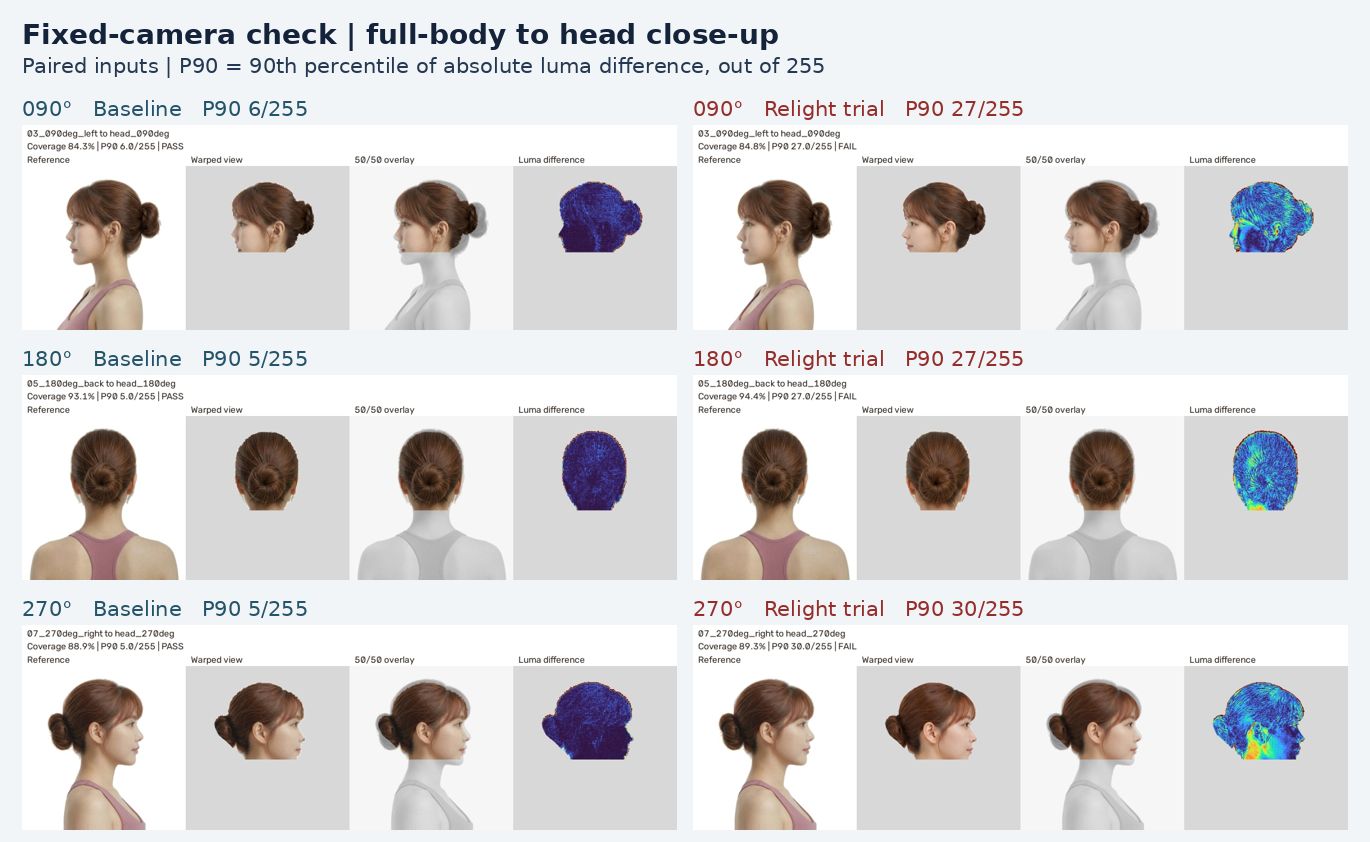 Fixed-camera check | full-body to head close-up
Paired inputs | P90 = 90th percentile of absolute luma difference, out of 255
090° Baseline P90 6/255
03_090deg_left to head_090deg
Coverage 84.3% | P90 6.0/255 | PASS
Reference Warped view 50/50 overlay Luma difference
090° Relight trial P90 27/255
03_090deg_left to head_090deg
Coverage 84.8% | P90 27.0/255 | FAIL
Reference Warped view 50/50 overlay Luma difference
180° Baseline P90 5/255
05_180deg_back to head_180deg
Coverage 93.1% | P90 5.0/255 | PASS
Reference Warped view 50/50 overlay Luma difference
180° Relight trial P90 27/255
05_180deg_back to head_180deg
Coverage 94.4% | P90 27.0/255 | FAIL
Reference Warped view 50/50 overlay Luma difference
270° Baseline P90 5/255
07_270deg_right to head_270deg
Coverage 88.9% | P90 5.0/255 | PASS
Reference Warped view 50/50 overlay Luma difference
270° Relight trial P90 30/255
07_270deg_right to head_270deg
Coverage 89.3% | P90 30.0/255 | FAIL
Reference Warped view 50/50 overlay Luma difference